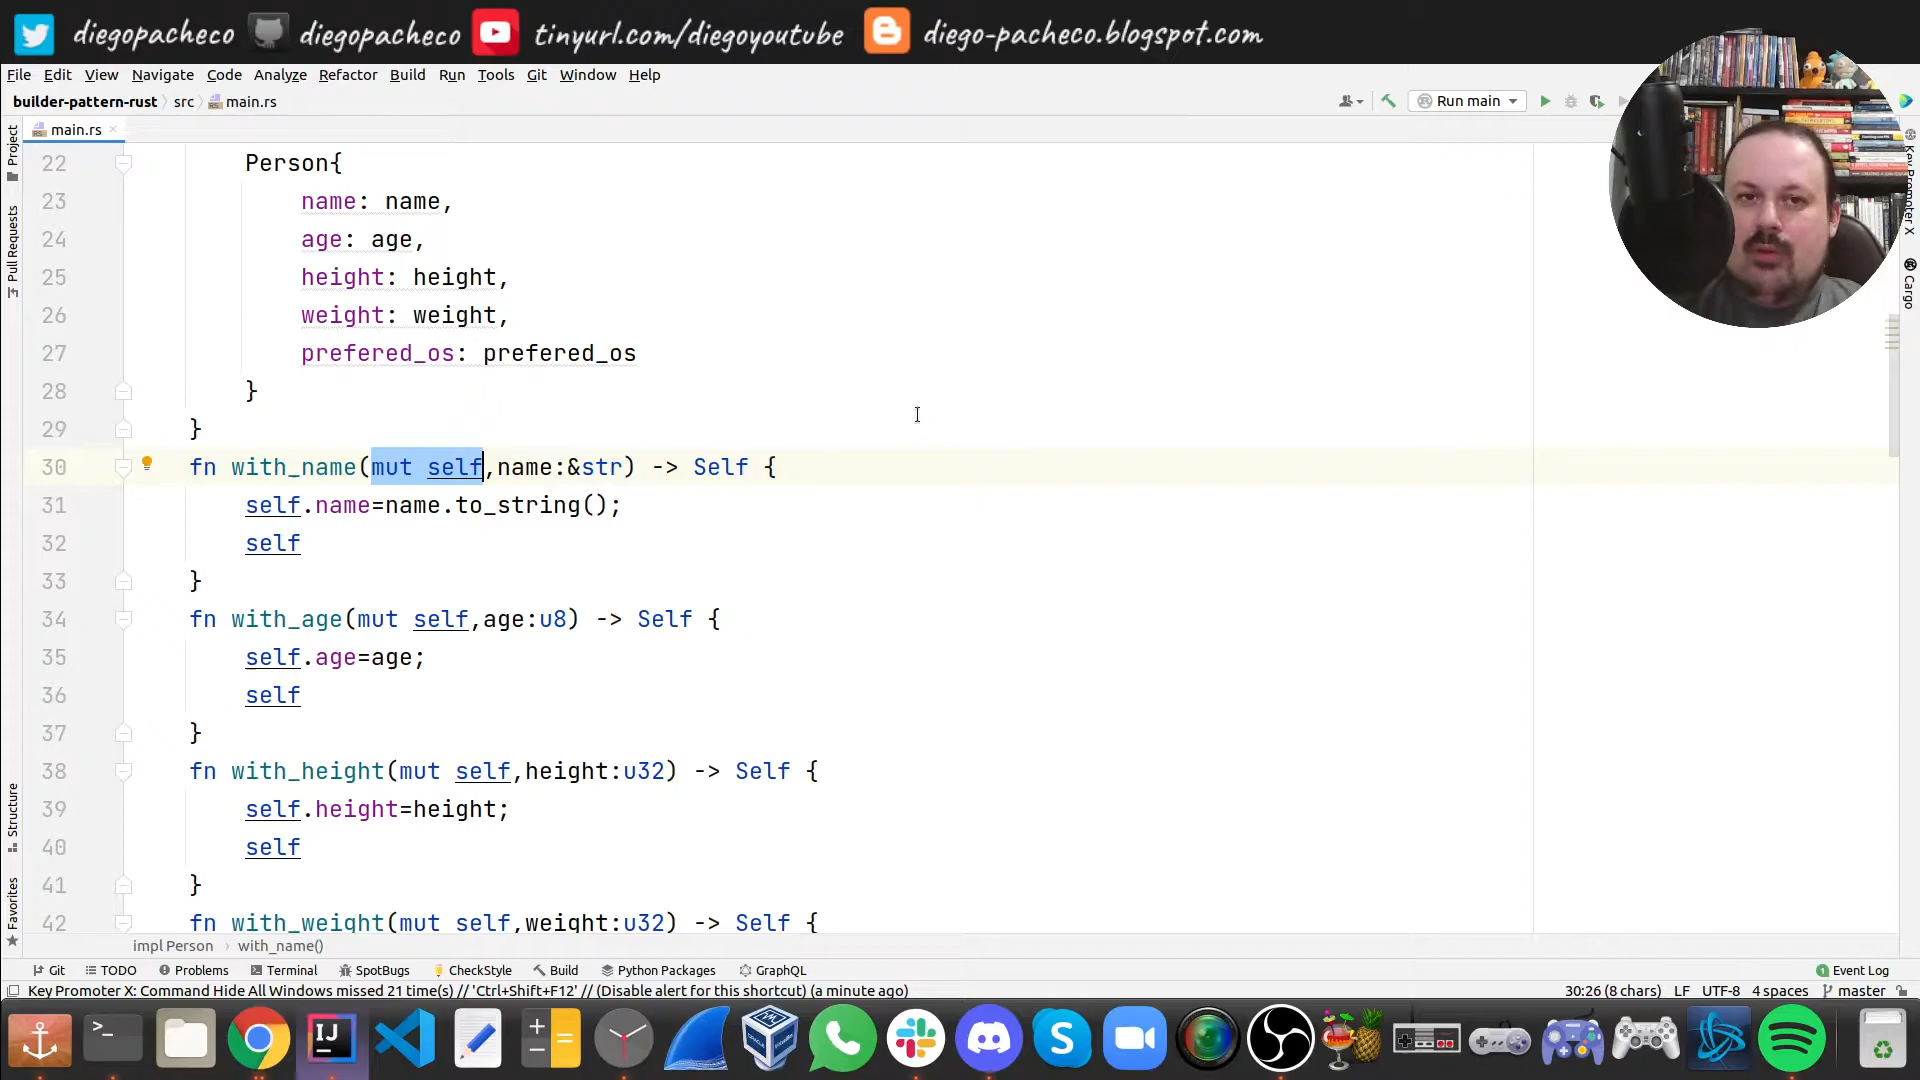 diegopacheco diegopacheco tinyurl.com/diegoyoutube diego-pacheco.blogspot.com
File Edit View Navigate Code Analyze Refactor Build Run Tools Git Window Help
builder-pattern-rust src main.rs
Run main
main.rs
Project
Pull Requests
Structure
Favorites
Key Promoter X
Cargo
22 Person{
23 name: name,
24 age: age,
25 height: height,
26 weight: weight,
27 prefered_os: prefered_os
28 }
29 }
30 fn with_name(mut self,name:&str) -> Self {
31 self.name=name.to_string();
32 self
33 }
34 fn with_age(mut self,age:u8) -> Self {
35 self.age=age;
36 self
37 }
38 fn with_height(mut self,height:u32) -> Self {
39 self.height=height;
40 self
41 }
42 fn with_weight(mut self,weight:u32) -> Self {
impl Person › with_name()
Git TODO Problems Terminal SpotBugs CheckStyle Build Python Packages GraphQL 1 Event Log
Key Promoter X: Command Hide All Windows missed 21 time(s) // 'Ctrl+Shift+F12' // (Disable alert for this shortcut) (a minute ago) 30:26 (8 chars) LF UTF-8 4 spaces master